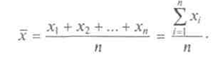 x̄ = (x₁ + x₂ + ... + xₙ) / n = (∑ᵢ₌₁ⁿ xᵢ) / n .